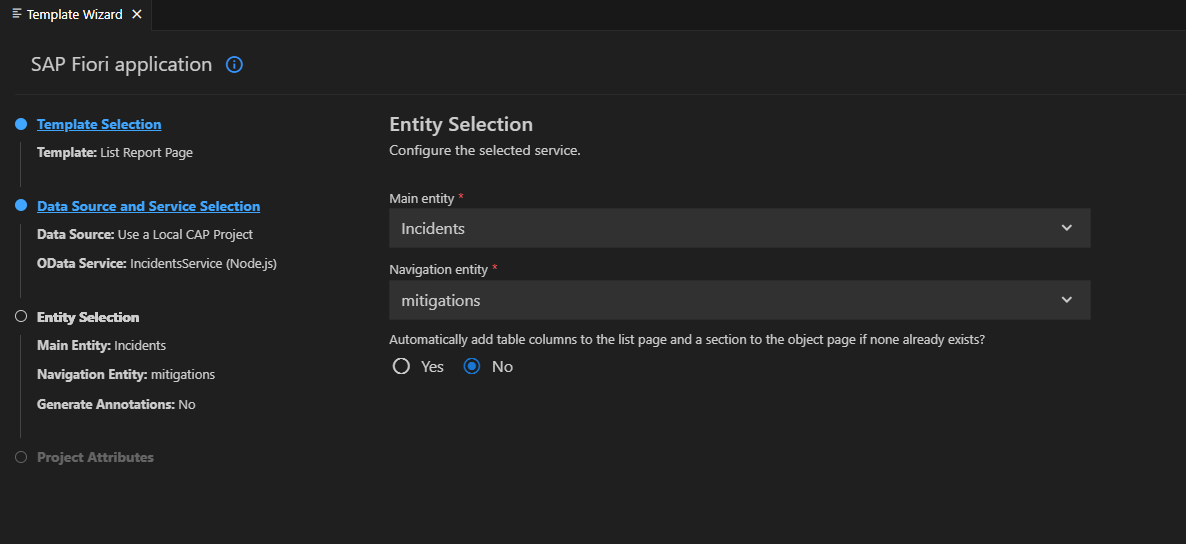 Template Wizard
SAP Fiori application
Template Selection
Template: List Report Page
Data Source and Service Selection
Data Source: Use a Local CAP Project
OData Service: IncidentsService (Node.js)
Entity Selection
Main Entity: Incidents
Navigation Entity: mitigations
Generate Annotations: No
Project Attributes
Entity Selection
Configure the selected service.
Main entity *
Incidents
Navigation entity *
mitigations
Automatically add table columns to the list page and a section to the object page if none already exists?
Yes No